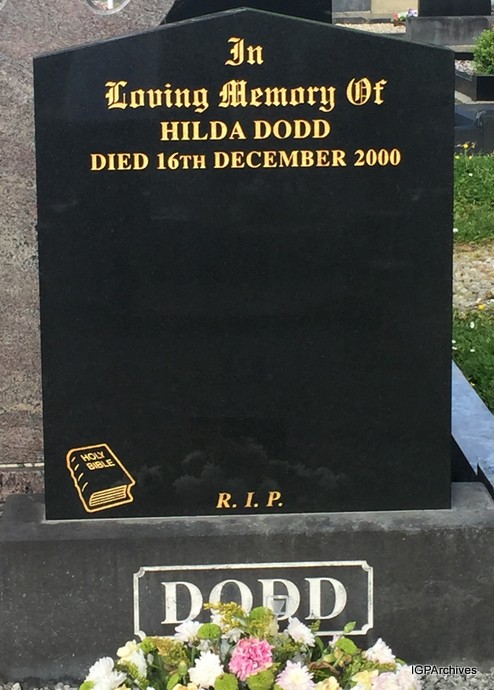 In
Loving Memory Of
HILDA DODD
DIED 16TH DECEMBER 2000
HOLY
BIBLE
R. I. P.
DODD
IGPArchives